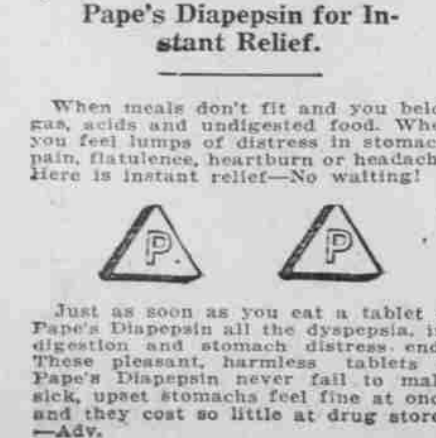 Pape's Diapepsin for In-
stant Relief.
When meals don't fit and you belc
gas, acids and undigested food. Whe
you feel lumps of distress in stomac
pain, flatulence, heartburn or headach
Here is instant relief—No waiting!
P P
Just as soon as you eat a tablet
Pape's Diapepsin all the dyspepsia, i
digestion and stomach distress end
These pleasant, harmless tablets
Pape's Diapepsin never fail to mak
sick, upset stomachs feel fine at onc
and they cost so little at drug store
—Adv.